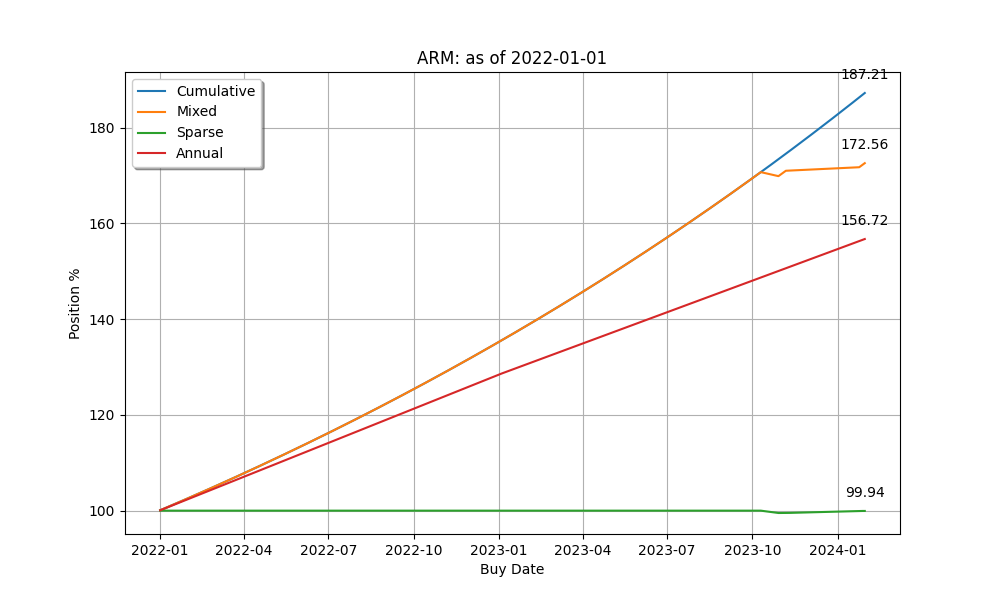 ARM: as of 2022-01-01
187.21
Cumulative
Mixed
Sparse
Annual
172.56
156.72
99.94
180
160
140
120
100
Position %
2022-01 2022-04 2022-07 2022-10 2023-01 2023-04 2023-07 2023-10 2024-01
Buy Date